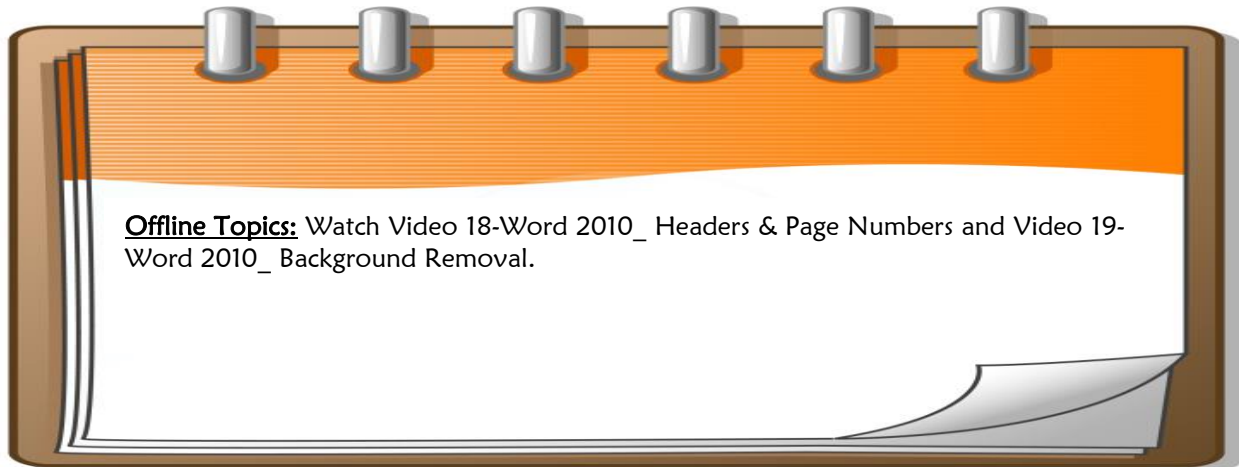 Offline Topics: Watch Video 18-Word 2010_ Headers & Page Numbers and Video 19-
Word 2010_ Background Removal.